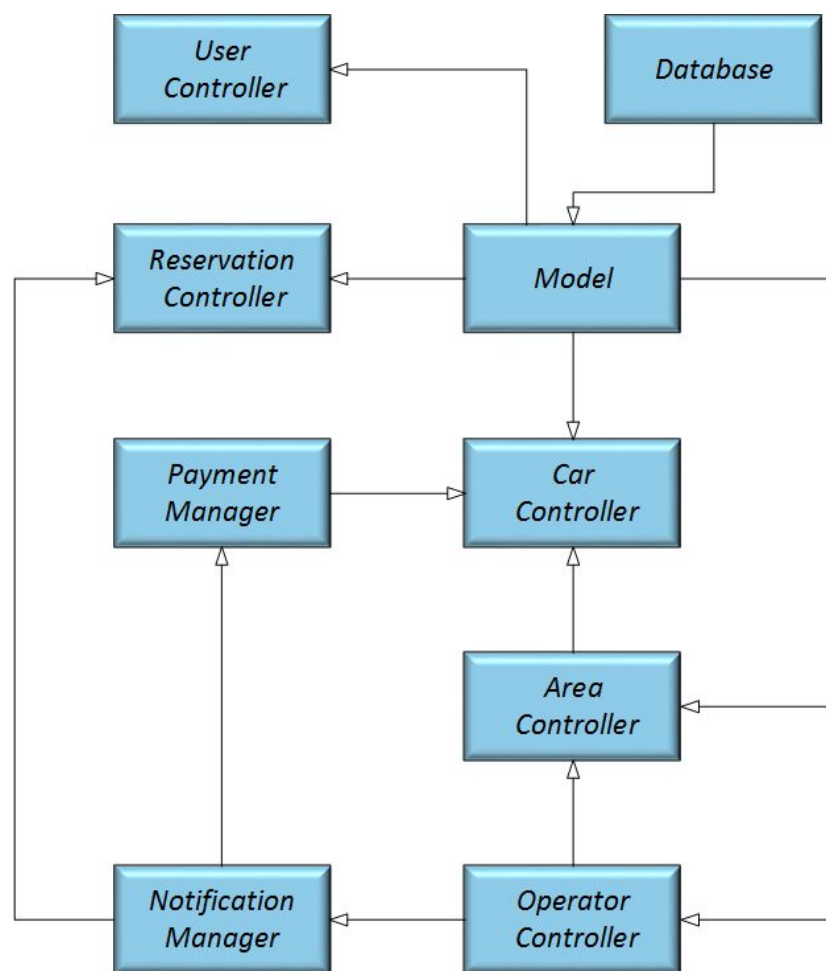 User
Controller
Database
Reservation
Controller
Model
Payment
Manager
Car
Controller
Area
Controller
Notification
Manager
Operator
Controller